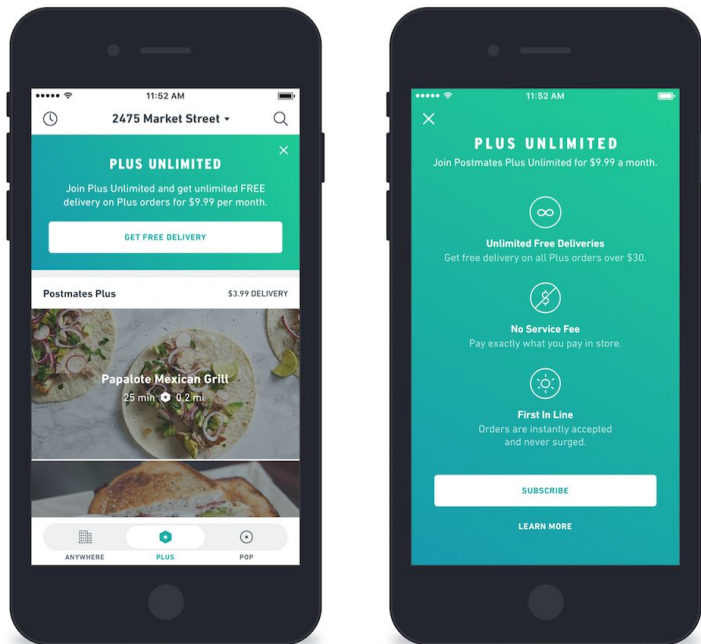 11:52 AM
2475 Market Street
PLUS UNLIMITED
Join Plus Unlimited and get unlimited FREE
delivery on Plus orders for $9.99 per month.
GET FREE DELIVERY
Postmates Plus $3.99 DELIVERY
Papalote Mexican Grill
25 min 0.2 mi
ANYWHERE PLUS POP
11:52 AM
PLUS UNLIMITED
Join Postmates Plus Unlimited for $9.99 a month.
Unlimited Free Deliveries
Get free delivery on all Plus orders over $30.
No Service Fee
Pay exactly what you pay in store.
First In Line
Orders are instantly accepted
and never surged.
SUBSCRIBE
LEARN MORE